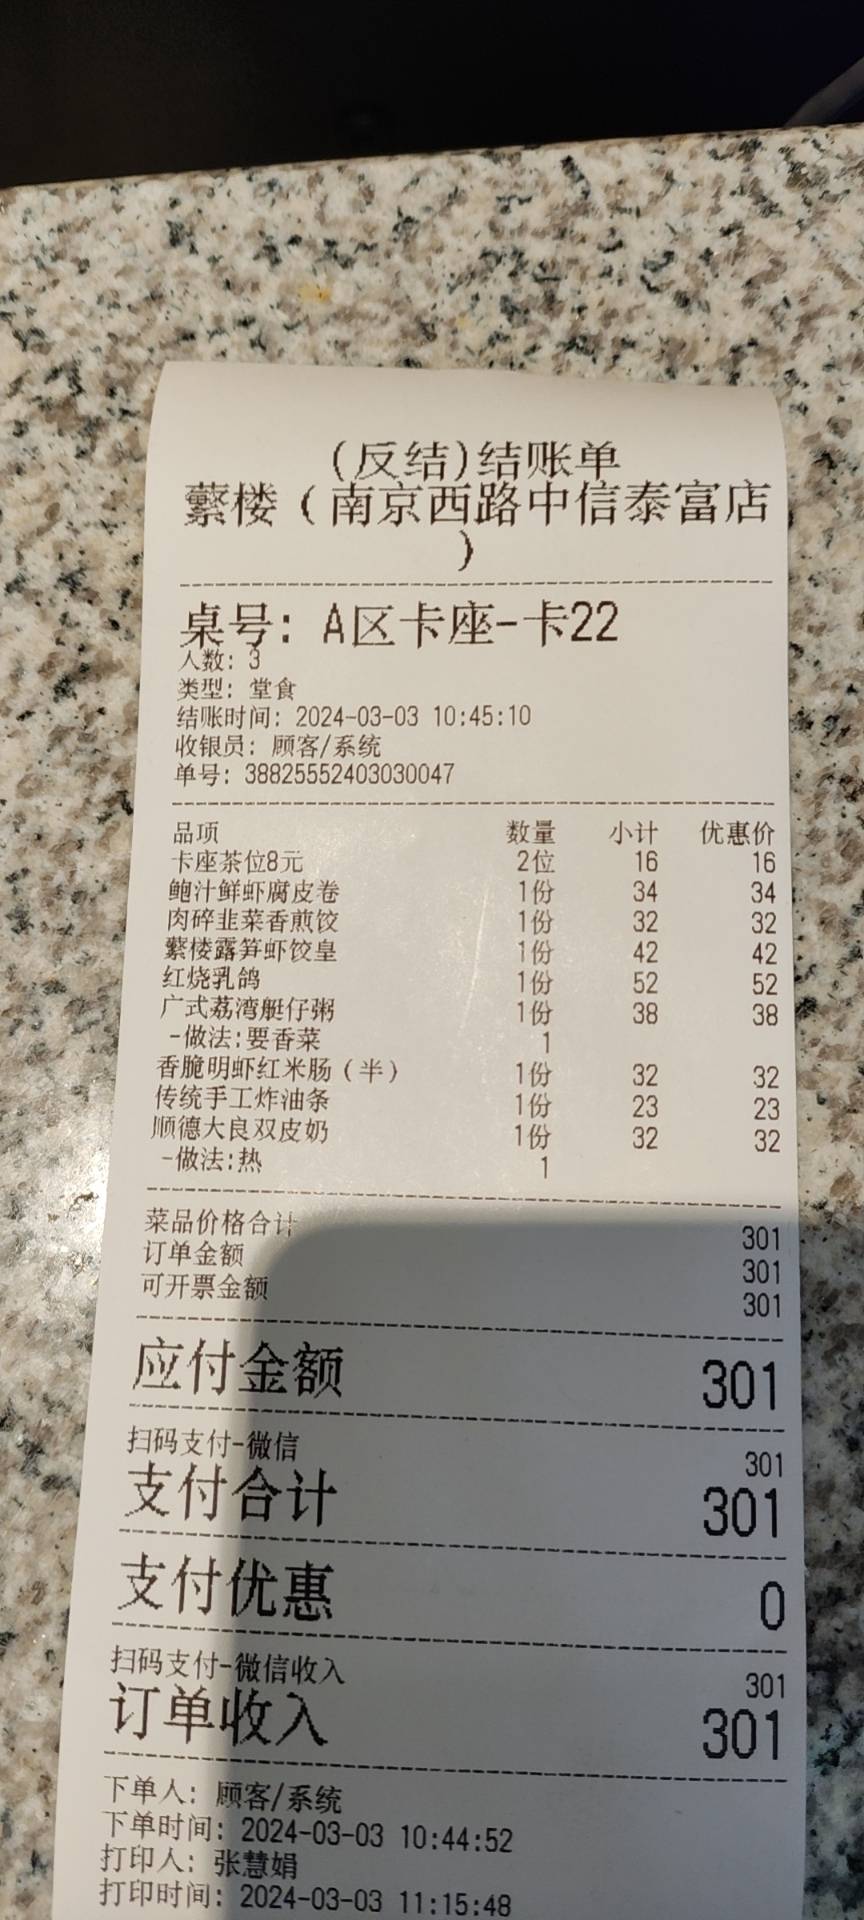 (反结)结账单
蘩楼（南京西路中信泰富店
）
桌号: A区卡座-卡22
人数: 3
类型: 堂食
结账时间: 2024-03-03 10:45:10
收银员: 顾客/系统
单号: 38825552403030047
品项 数量 小计 优惠价
卡座茶位8元 2位 16 16
鲍汁鲜虾腐皮卷 1份 34 34
肉碎韭菜香煎饺 1份 32 32
蘩楼露笋虾饺皇 1份 42 42
红烧乳鸽 1份 52 52
广式荔湾艇仔粥 1份 38 38
-做法:要香菜 1
香脆明虾红米肠（半） 1份 32 32
传统手工炸油条 1份 23 23
顺德大良双皮奶 1份 32 32
-做法:热 1
菜品价格合计 301
订单金额 301
可开票金额 301
应付金额 301
扫码支付-微信 301
支付合计 301
支付优惠 0
扫码支付-微信收入 301
订单收入 301
下单人: 顾客/系统
下单时间: 2024-03-03 10:44:52
打印人: 张慧娟
打印时间: 2024-03-03 11:15:48